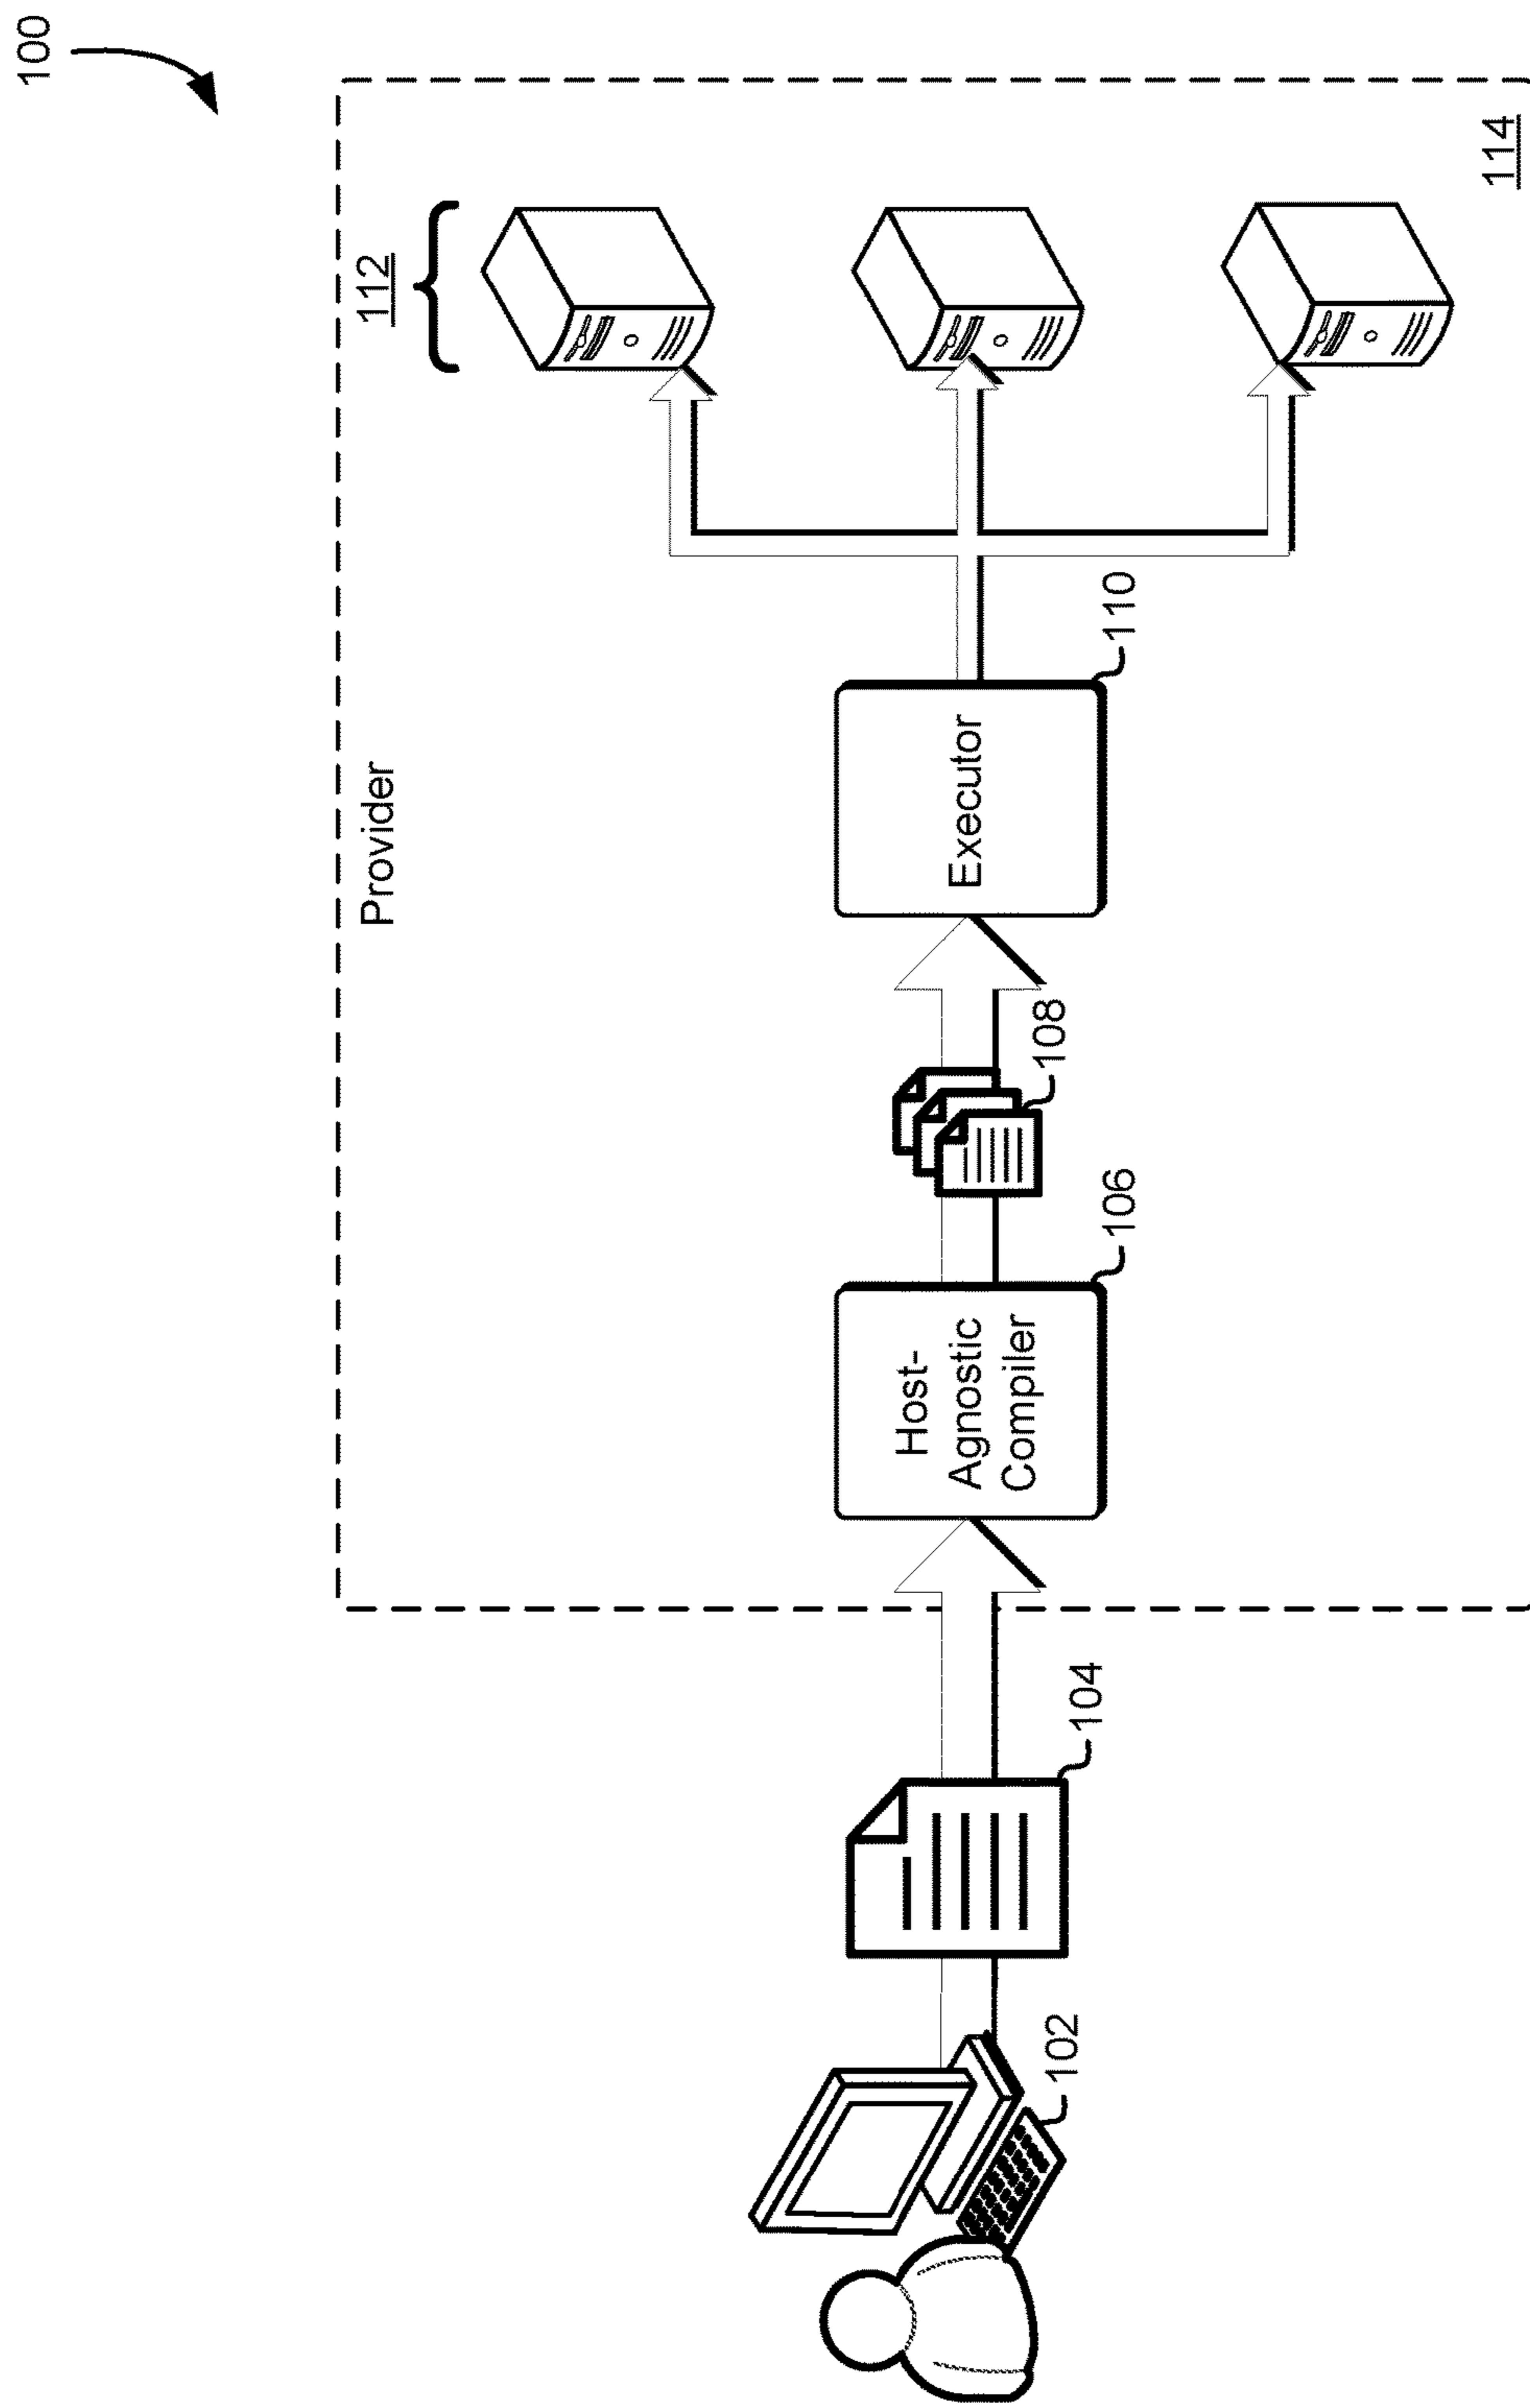 100
Provider
112
114
Host-
Agnostic
Compiler
106
108
Executor
110
104
102